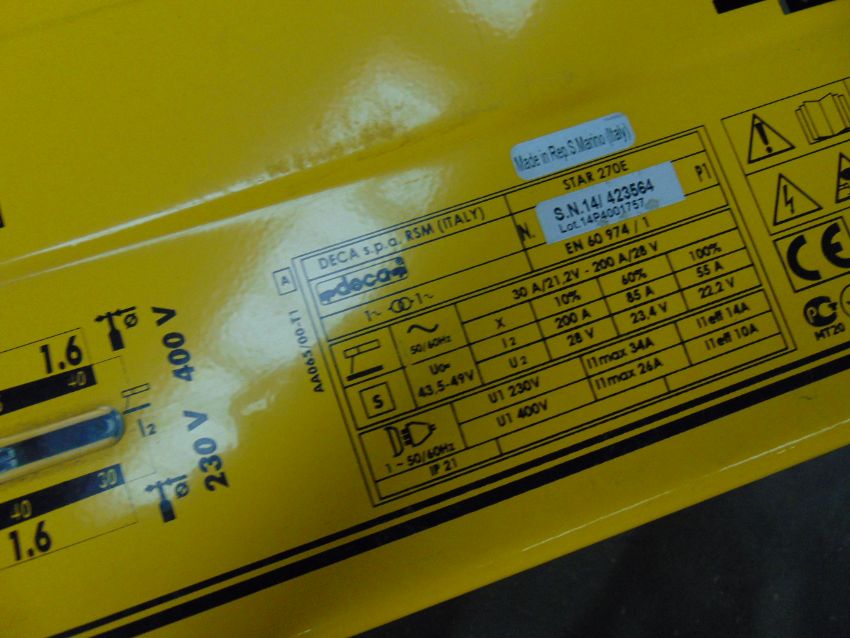 Made in Rep.S.Marino (Italy)
A
DECA s.p.a. RSM (ITALY)
STAR 270E
deca
N.
S.N.14/ 423564
Lot.14P4001757
P1
1~ 1~
EN 60 974 / 1
30 A/21,2V - 200 A/28 V
50/60Hz
X 10% 60% 100%
I2 200 A 85 A 55 A
U2 28 V 23.4 V 22.2 V
S
U0=
43,5-49V
U1 230V I1max 34A I1eff 14A
U1 400V I1max 26A I1eff 10A
1 ~ 50/60Hz
IP 21
AA065/00-T1
CE
MT20
1.6
40
Ø
400 V
I2
230 V
Ø
30
40
1.6